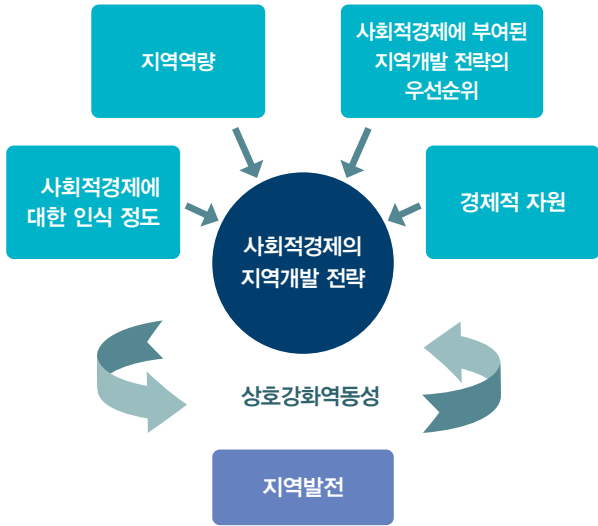 지역역량
사회적경제에 부여된
지역개발 전략의
우선순위
사회적경제에
대한 인식 정도
경제적 자원
사회적경제의
지역개발 전략
상호강화역동성
지역발전